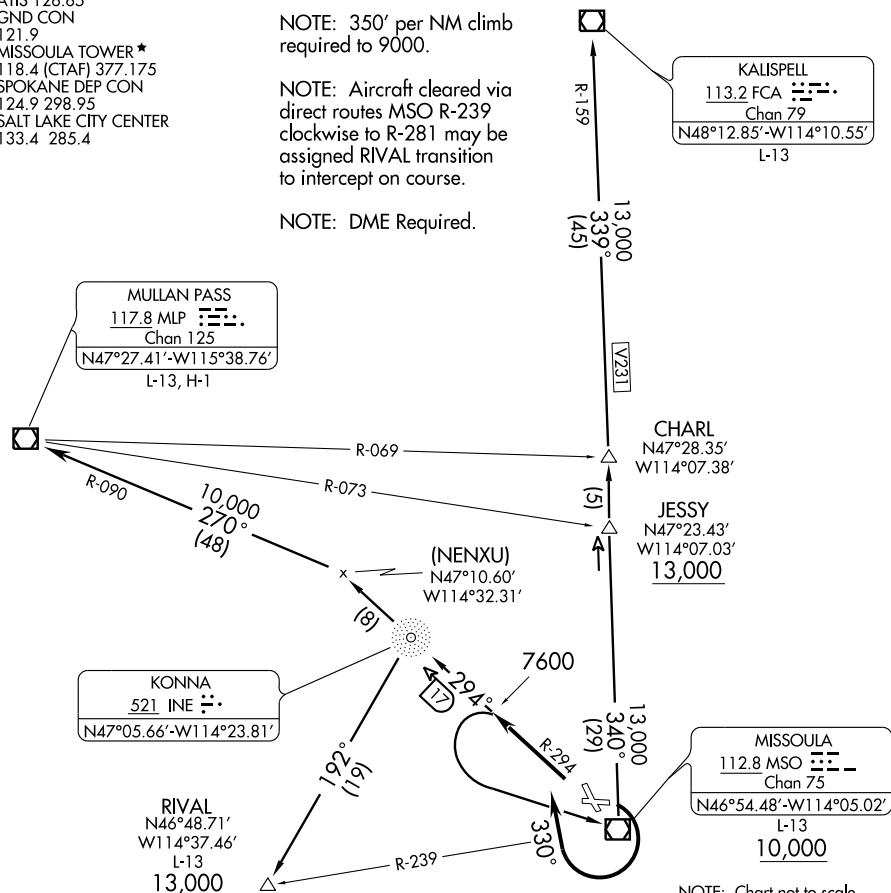 ATIS 126.65
GND CON
121.9
MISSOULA TOWER★
118.4 (CTAF) 377.175
SPOKANE DEP CON
124.9 298.95
SALT LAKE CITY CENTER
133.4 285.4
NOTE: 350' per NM climb
required to 9000.
NOTE: Aircraft cleared via
direct routes MSO R-239
clockwise to R-281 may be
assigned RIVAL transition
to intercept on course.
NOTE: DME Required.
KALISPELL
113.2 FCA
Chan 79
N48°12.85'-W114°10.55'
L-13
R-159
13,000
339°
(45)
V231
MULLAN PASS
117.8 MLP
Chan 125
N47°27.41'-W115°38.76'
L-13, H-1
R-069
R-073
CHARL
N47°28.35'
W114°07.38'
(5)
JESSY
N47°23.43'
W114°07.03'
13,000
R-090
10,000
270°
(48)
(NENXU)
N47°10.60'
W114°32.31'
x
(8)
KONNA
521 INE
N47°05.66'-W114°23.81'
17
294°
7600
R-294
13,000
340°
(29)
192°
(19)
330°
MISSOULA
112.8 MSO
Chan 75
N46°54.48'-W114°05.02'
L-13
10,000
RIVAL
N46°48.71'
W114°37.46'
L-13
13,000
R-239
NOTE: Chart not to scale